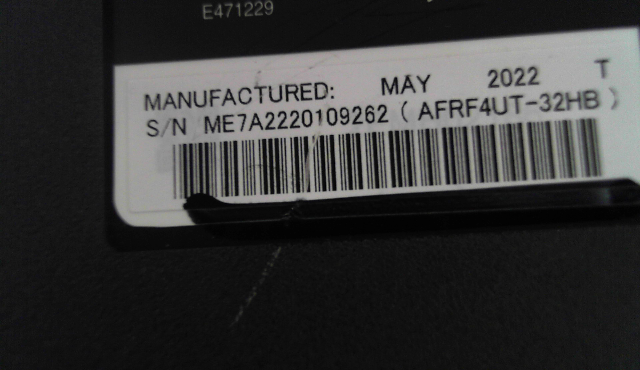 E471229
MANUFACTURED: MAY 2022 T
S/N ME7A2220109262 ( AFRF4UT-32HB )